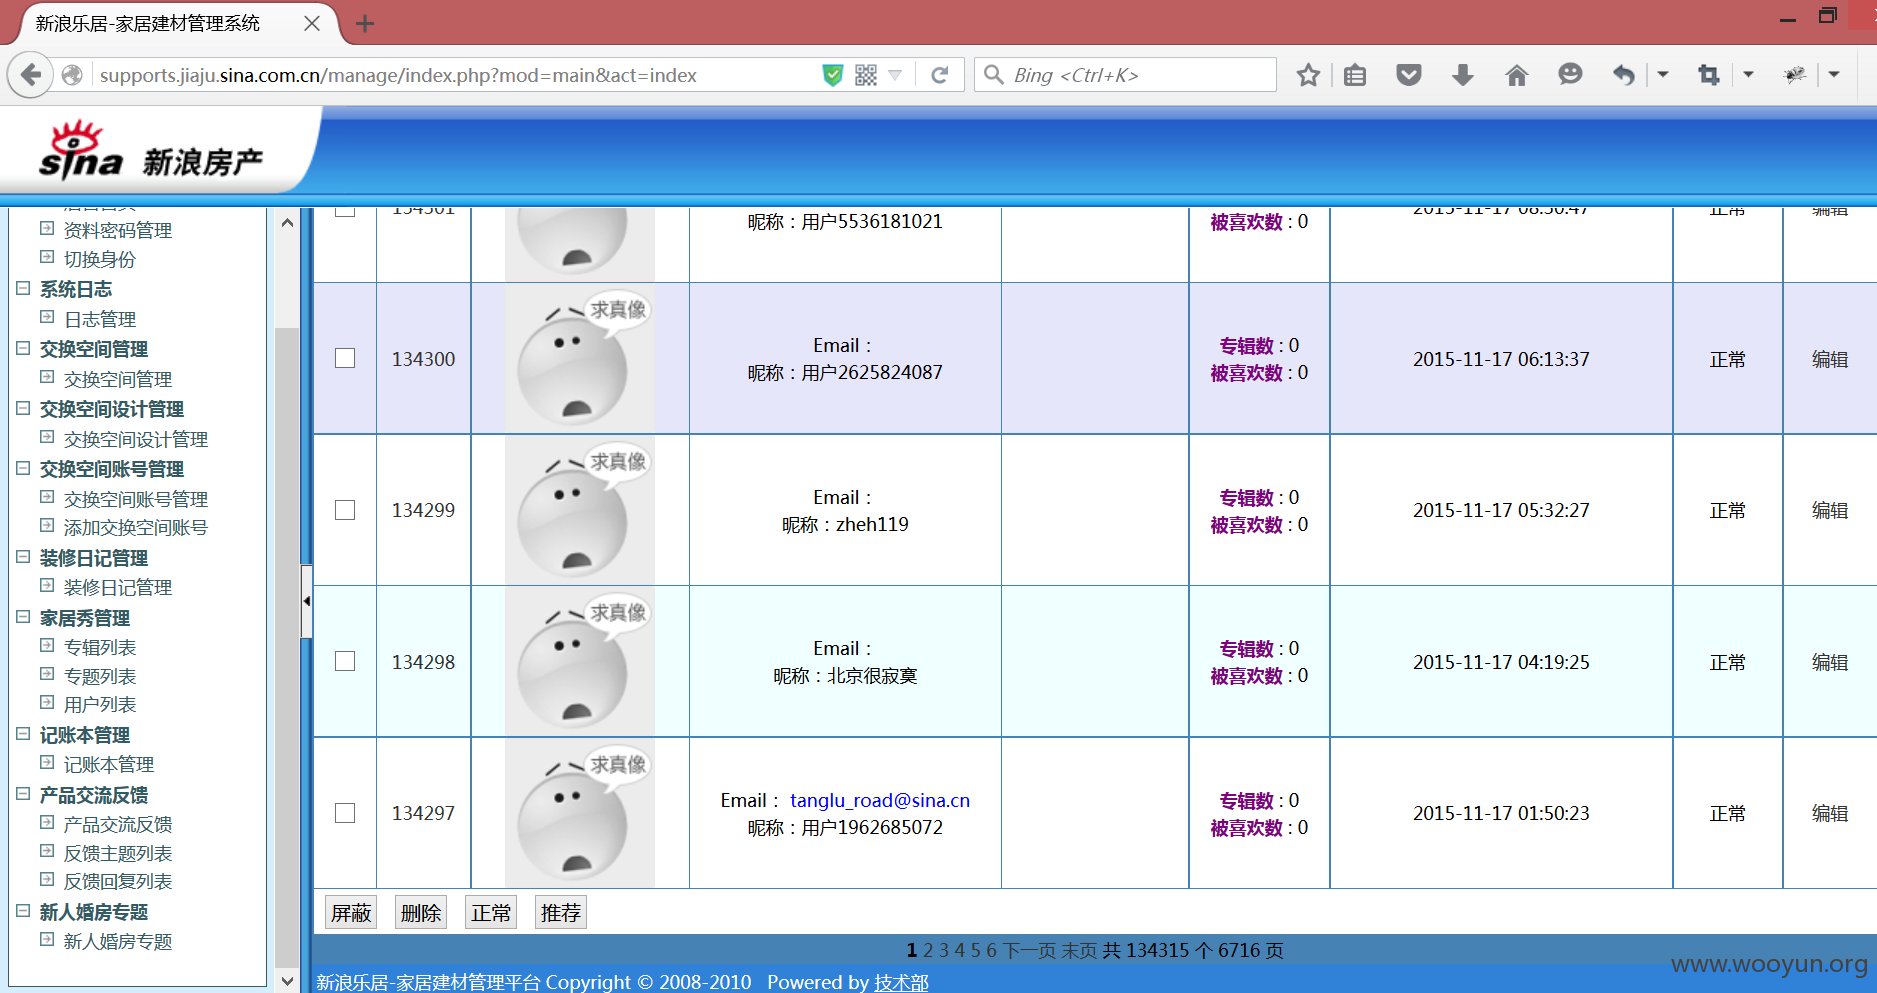 新浪乐居-家居建材管理系统
supports.jiaju.sina.com.cn/manage/index.php?mod=main&act=index
Bing <Ctrl+K>
sina 新浪房产
资料密码管理
切换身份
系统日志
日志管理
交换空间管理
交换空间管理
交换空间设计管理
交换空间设计管理
交换空间账号管理
交换空间账号管理
添加交换空间账号
装修日记管理
装修日记管理
家居秀管理
专辑列表
专题列表
用户列表
记账本管理
记账本管理
产品交流反馈
产品交流反馈
反馈主题列表
反馈回复列表
新人婚房专题
新人婚房专题
134301 2015-11-17 08:30:47 正常 编辑
昵称：用户5536181021 被喜欢数 : 0
求真像
Email： 专辑数 : 0
134300 2015-11-17 06:13:37 正常 编辑
昵称：用户2625824087 被喜欢数 : 0
求真像
Email： 专辑数 : 0
134299 2015-11-17 05:32:27 正常 编辑
昵称：zheh119 被喜欢数 : 0
求真像
Email： 专辑数 : 0
134298 2015-11-17 04:19:25 正常 编辑
昵称：北京很寂寞 被喜欢数 : 0
求真像
Email： tanglu_road@sina.cn 专辑数 : 0
134297 2015-11-17 01:50:23 正常 编辑
昵称：用户1962685072 被喜欢数 : 0
屏蔽 删除 正常 推荐
1 2 3 4 5 6 下一页 末页 共 134315 个 6716 页
新浪乐居-家居建材管理平台 Copyright © 2008-2010 Powered by 技术部
www.wooyun.org